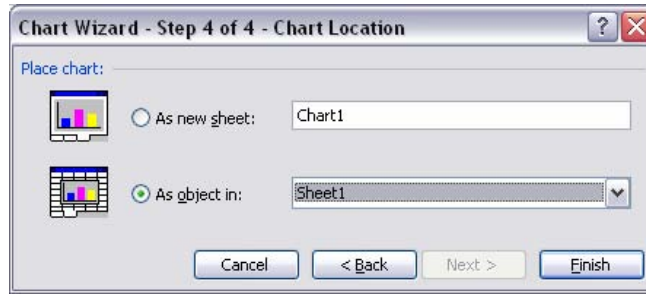 Chart Wizard - Step 4 of 4 - Chart Location
Place chart:
As new sheet: Chart1
As object in: Sheet1
Cancel < Back Next > Finish